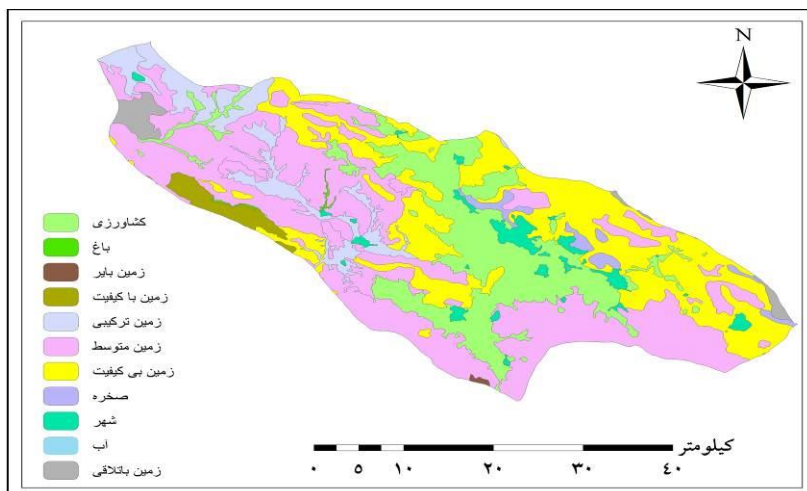 N
کشاورزی
باغ
زمین بایر
زمین با کیفیت
زمین ترکیبی
زمین متوسط
زمین بی کیفیت
صخره
شهر
آب
زمین باتلاقی
کیلومتر
۰ ۵ ۱۰ ۲۰ ۳۰ ۴۰